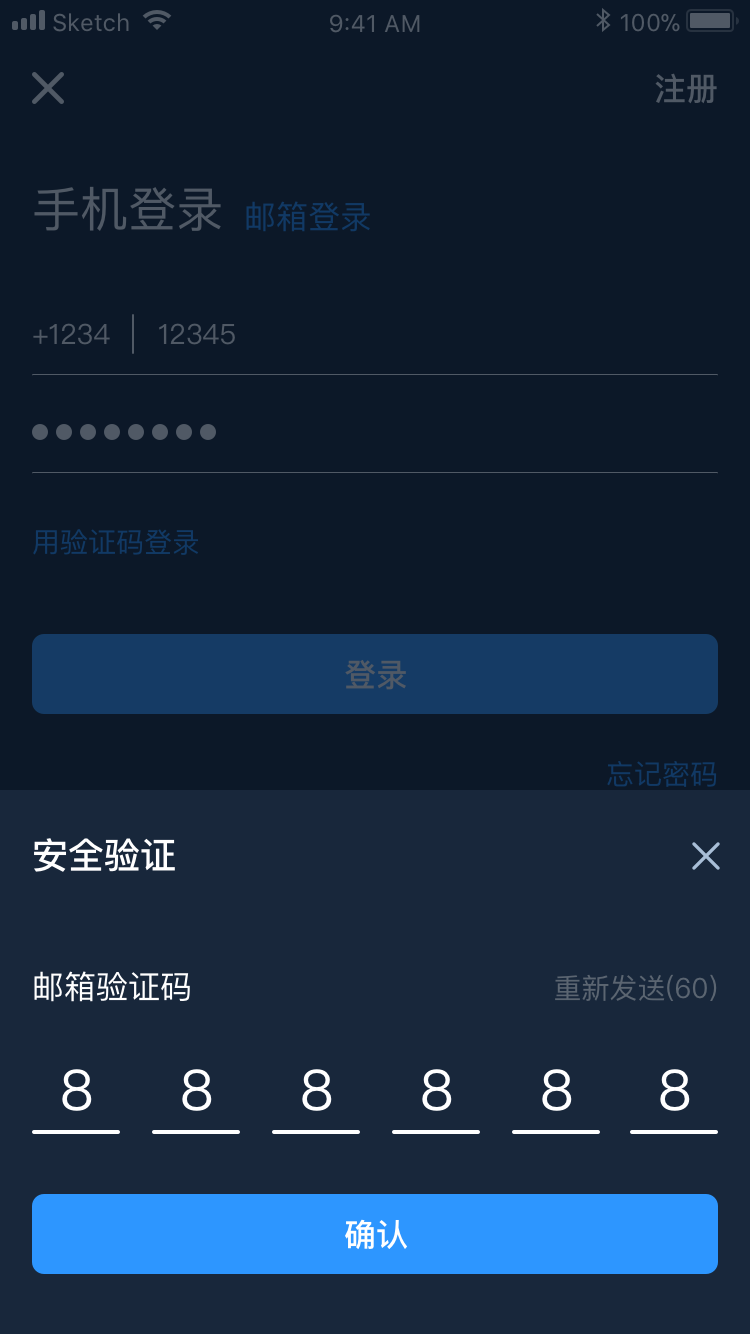 Sketch 9:41 AM 100%
注册
手机登录 邮箱登录
+1234 12345
用验证码登录
登录
忘记密码
安全验证
邮箱验证码 重新发送(60)
8 8 8 8 8 8
确认